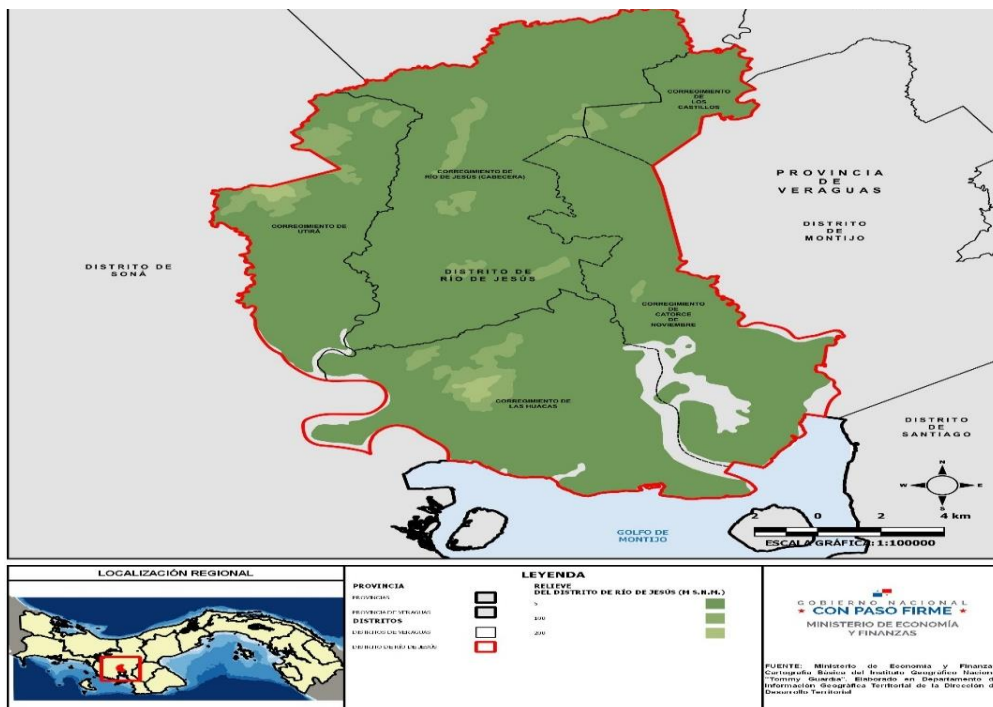 CORREGIMIENTO
DE
LOS
CASTILLOS
CORREGIMIENTO DE
RÍO DE JESÚS (CABECERA)
PROVINCIA
DE
VERAGUAS
DISTRITO
DE
MONTIJO
CORREGIMIENTO DE
UTIRÁ
DISTRITO DE
SONÁ
DISTRITO DE
RÍO DE JESÚS
CORREGIMIENTO
DE
CATORCE
DE
NOVIEMBRE
CORREGIMIENTO DE
LAS HUACAS
DISTRITO
DE
SANTIAGO
N
W E
S
GOLFO DE
MONTIJO
2 0 2 4 km
ESCALA GRÁFICA: 1:100000
LOCALIZACIÓN REGIONAL
LEYENDA
PROVINCIA
PROVINCIAS
PROVINCIA DE VERAGUAS
DISTRITOS
DISTRITOS DE VERAGUAS
DISTRITO DE RÍO DE JESÚS
RELIEVE
DEL DISTRITO DE RÍO DE JESÚS (M S.N.M.)
100
200
GOBIERNO NACIONAL
CON PASO FIRME
MINISTERIO DE ECONOMÍA
Y FINANZAS
FUENTE: Ministerio de Economía y Finanza
Cartografía Básica del Instituto Geográfico Nacion
"Tommy Guardia". Elaborado en Departamento d
Información Geográfica Territorial de la Dirección d
Desarrollo Territorial